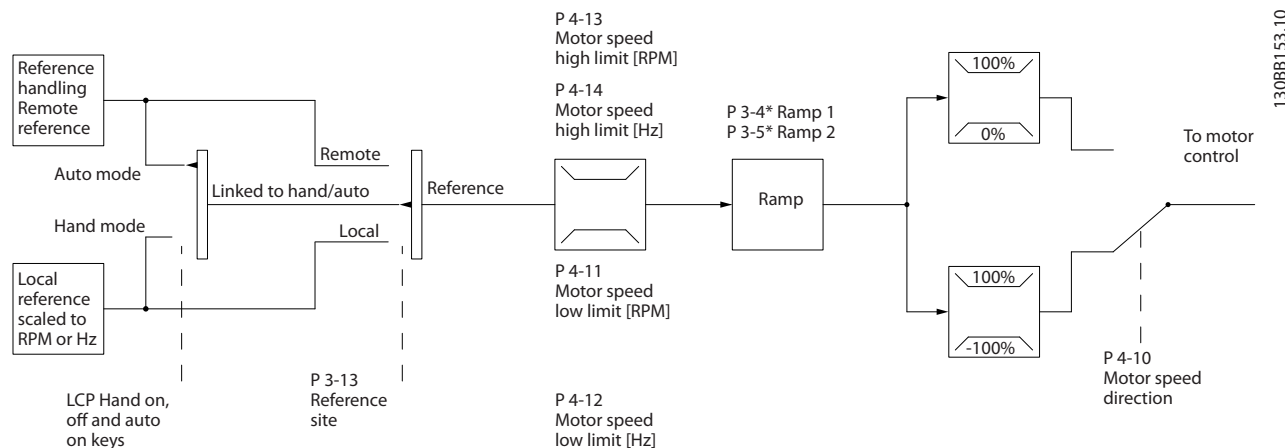 Reference
handling
Remote
reference
Auto mode
Hand mode
Local
reference
scaled to
RPM or Hz
LCP Hand on,
off and auto
on keys
Linked to hand/auto
Remote
Local
P 3-13
Reference
site
Reference
P 4-13
Motor speed
high limit [RPM]
P 4-14
Motor speed
high limit [Hz]
P 4-11
Motor speed
low limit [RPM]
P 4-12
Motor speed
low limit [Hz]
P 3-4* Ramp 1
P 3-5* Ramp 2
Ramp
100%
0%
100%
-100%
To motor
control
P 4-10
Motor speed
direction
130BB153.10